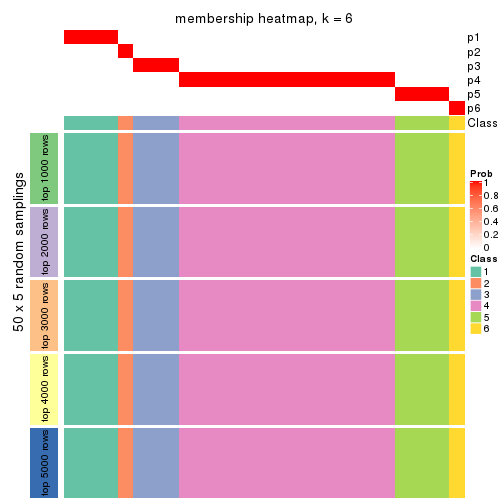 membership heatmap, k = 6
p1
p2
p3
p4
p5
p6
Class
50 x 5 random samplings
top 1000 rows
top 2000 rows
top 3000 rows
top 4000 rows
top 5000 rows
Prob
1
0.8
0.6
0.4
0.2
0
Class
1
2
3
4
5
6